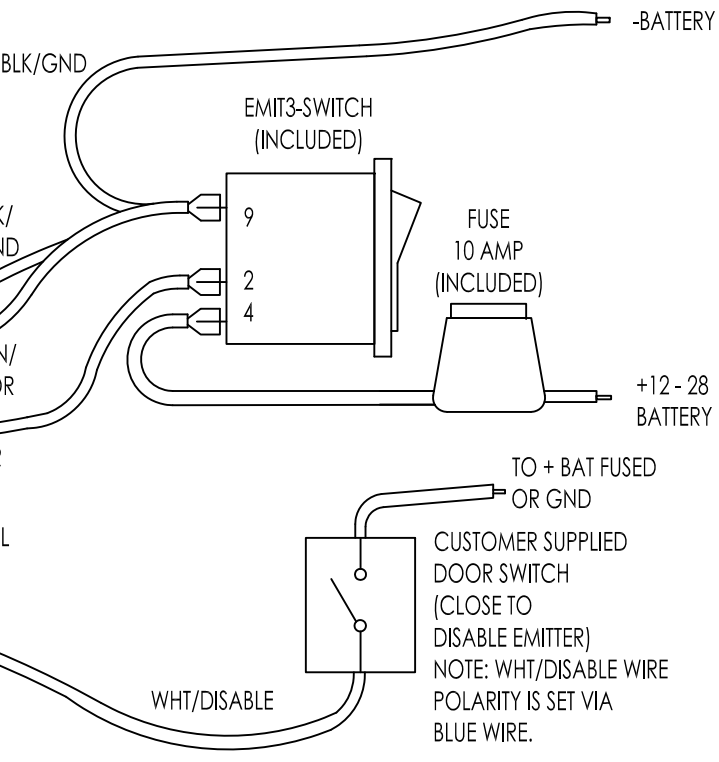 -BATTERY
BLK/GND
EMIT3-SWITCH
(INCLUDED)
9
2
4
FUSE
10 AMP
(INCLUDED)
+12 - 28
BATTERY
TO + BAT FUSED
OR GND
CUSTOMER SUPPLIED
DOOR SWITCH
(CLOSE TO
DISABLE EMITTER)
NOTE: WHT/DISABLE WIRE
POLARITY IS SET VIA
BLUE WIRE.
WHT/DISABLE